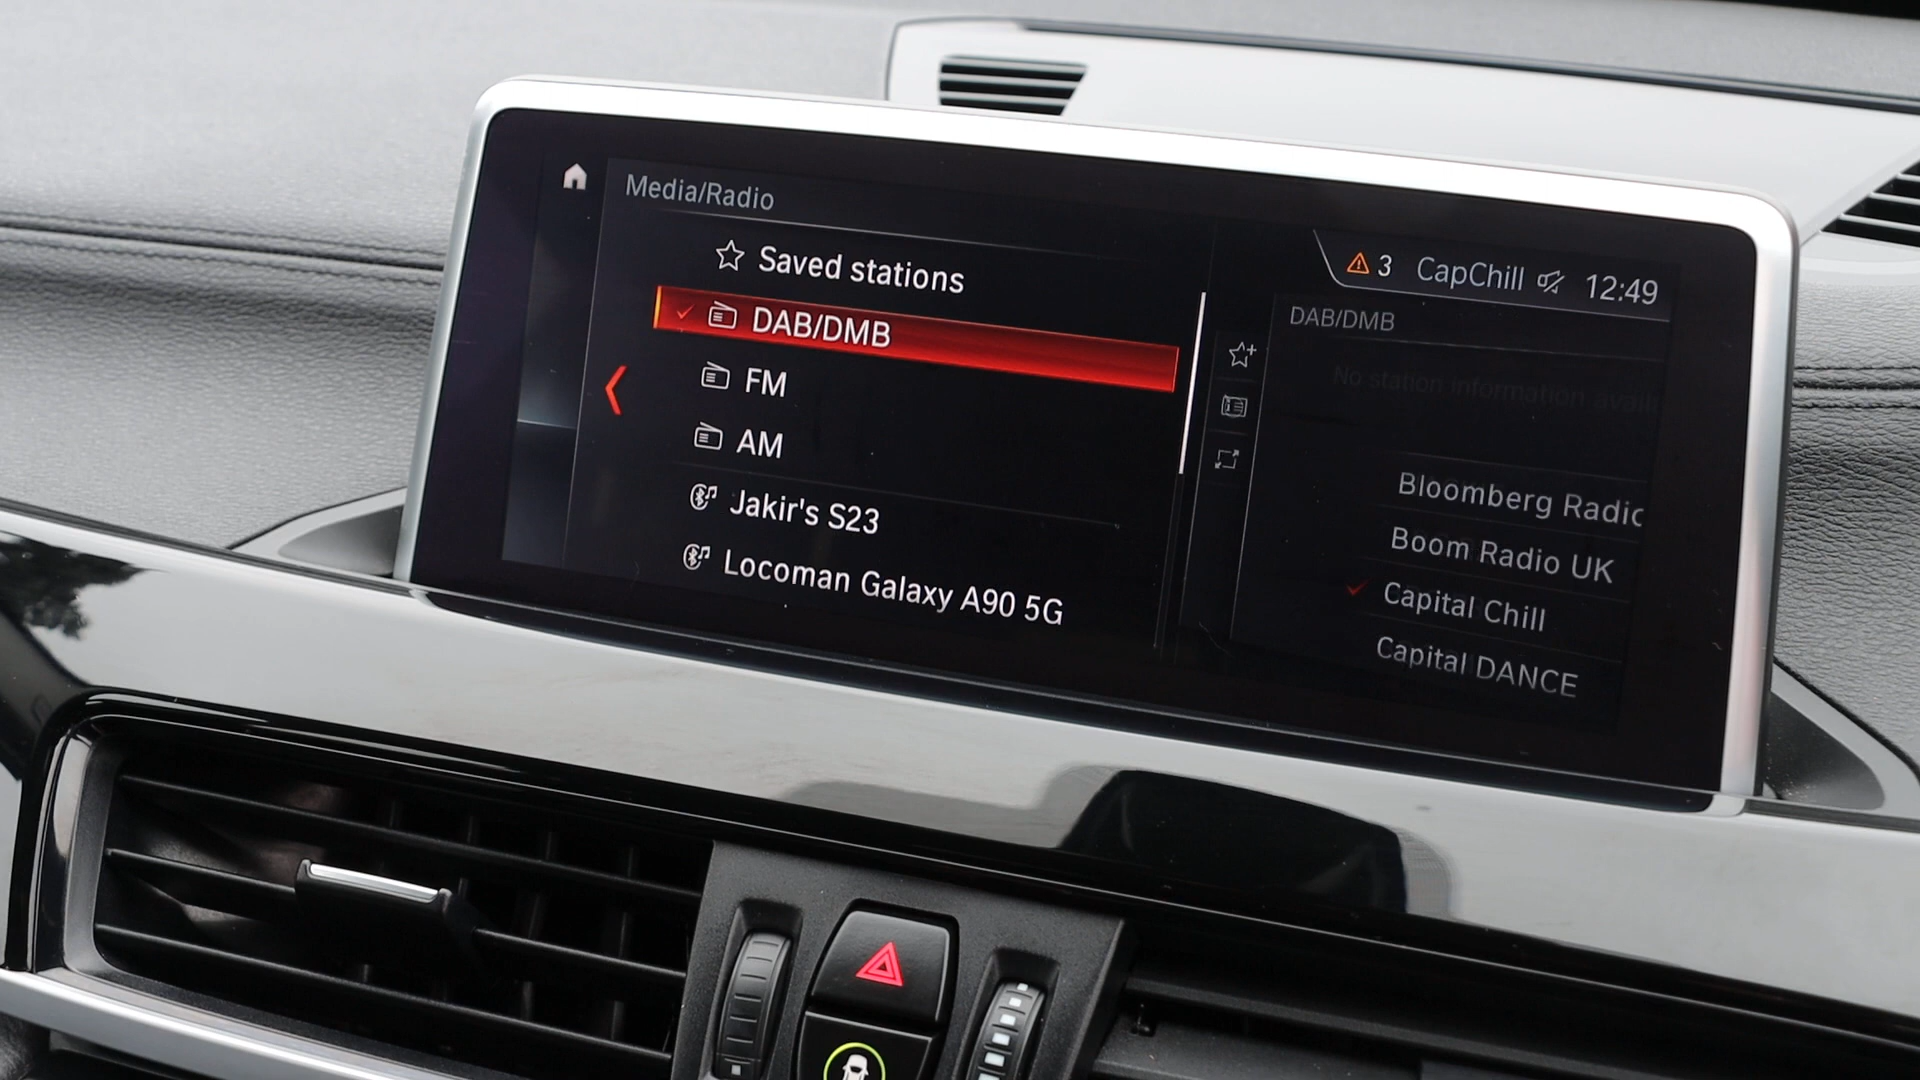 Media/Radio
Saved stations
DAB/DMB
FM
AM
Jakir's S23
Locoman Galaxy A90 5G
3 CapChill 12:49
DAB/DMB
No station information avail
Bloomberg Radio
Boom Radio UK
Capital Chill
Capital DANCE